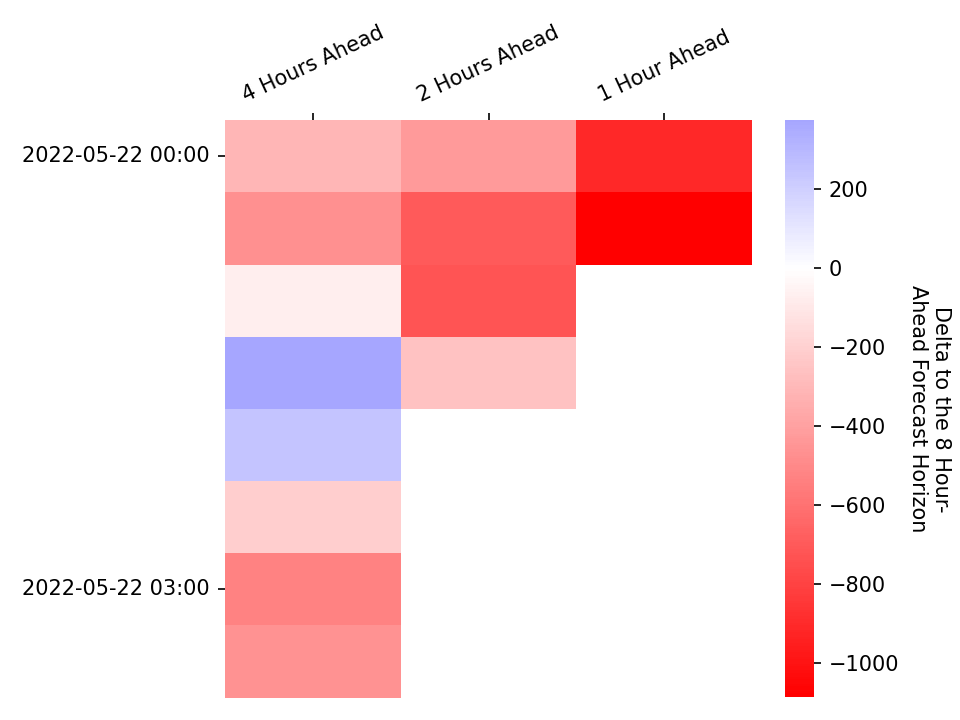 4 Hours Ahead
2 Hours Ahead
1 Hour Ahead
2022-05-22 00:00
2022-05-22 03:00
200
0
−200
−400
−600
−800
−1000
Delta to the 8 Hour-
Ahead Forecast Horizon